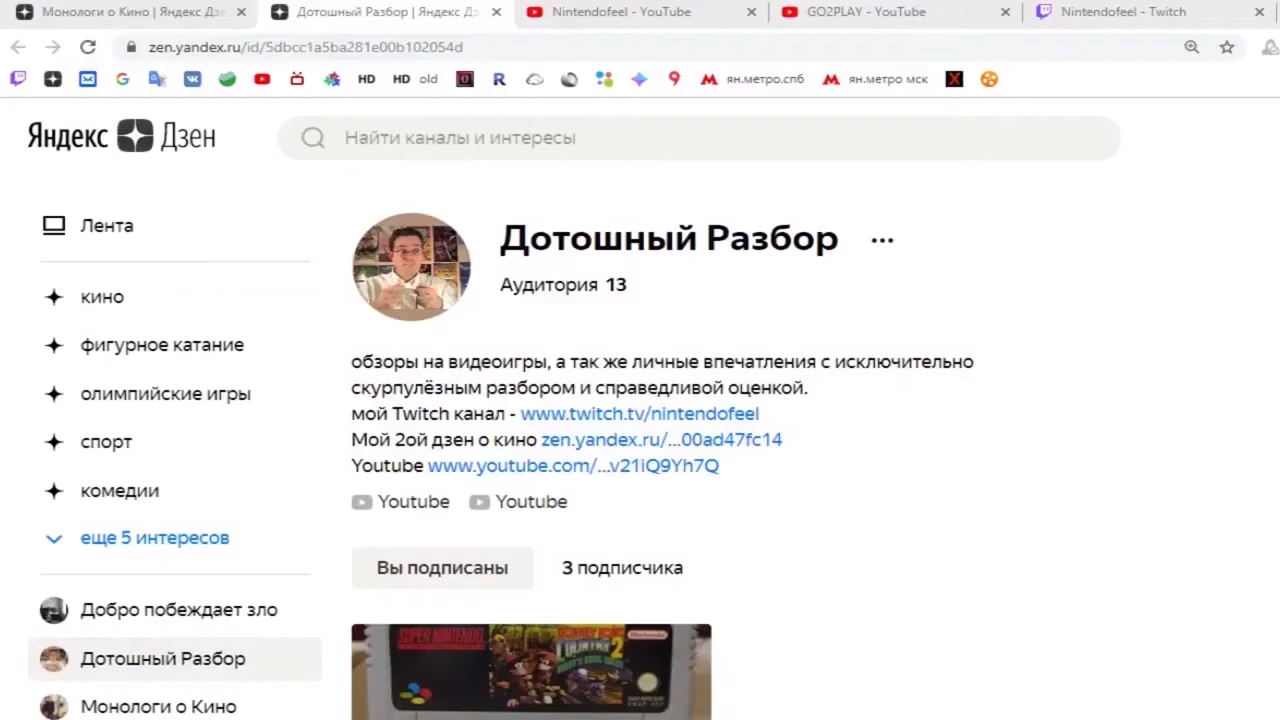 Монологи о Кино | Яндекс Дзе
Дотошный Разбор | Яндекс Дз
Nintendofeel - YouTube
GO2PLAY - YouTube
Nintendofeel - Twitch
zen.yandex.ru/id/5dbcc1a5ba281e00b102054d
HD
HD old
ян.метро.спб
ян.метро мск
Яндекс Дзен
Найти каналы и интересы
Лента
кино
фигурное катание
олимпийские игры
спорт
комедии
еще 5 интересов
Добро побеждает зло
Дотошный Разбор
Монологи о Кино
Дотошный Разбор
Аудитория 13
обзоры на видеоигры, а так же личные впечатления с исключительно
скурпулёзным разбором и справедливой оценкой.
мой Twitch канал - www.twitch.tv/nintendofeel
Мой 2ой дзен о кино zen.yandex.ru/...00ad47fc14
Youtube www.youtube.com/...v21iQ9Yh7Q
Youtube Youtube
Вы подписаны
3 подписчика
SUPER NINTENDO
COUNTRY 2
Nintendo